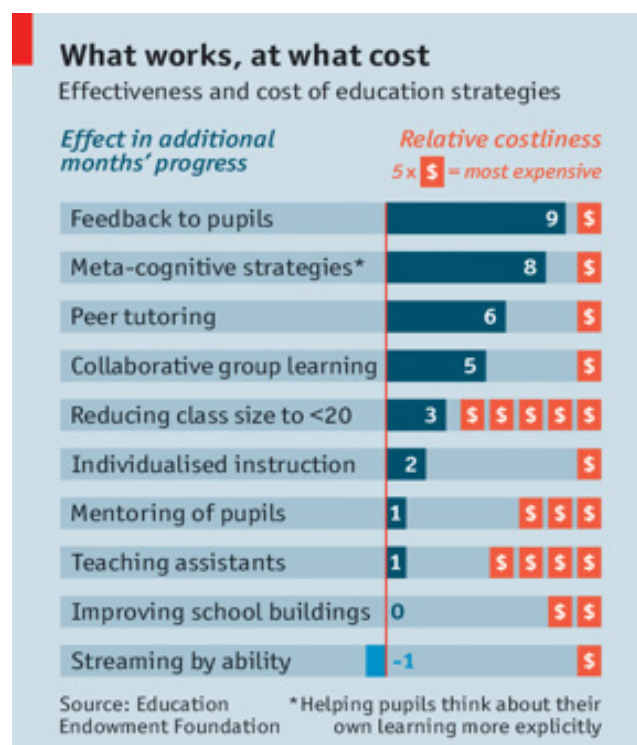 What works, at what cost
Effectiveness and cost of education strategies
Effect in additional
months' progress
Relative costliness
5 x $ = most expensive
Feedback to pupils 9 $
Meta-cognitive strategies* 8 $
Peer tutoring 6 $
Collaborative group learning 5 $
Reducing class size to <20 3 $ $ $ $ $
Individualised instruction 2 $
Mentoring of pupils 1 $ $ $
Teaching assistants 1 $ $ $ $
Improving school buildings 0 $ $
Streaming by ability -1 $
Source: Education
Endowment Foundation
*Helping pupils think about their
own learning more explicitly